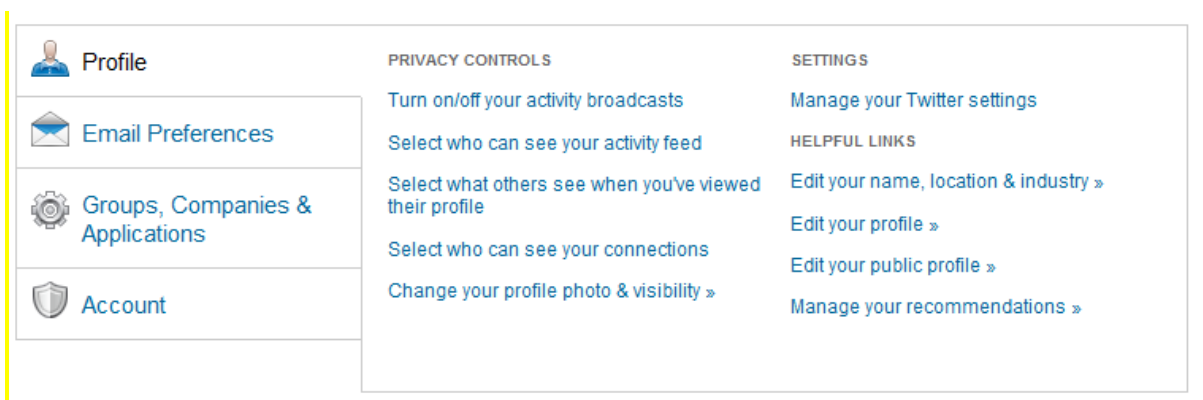 Profile
Email Preferences
Groups, Companies &
Applications
Account
PRIVACY CONTROLS
Turn on/off your activity broadcasts
Select who can see your activity feed
Select what others see when you've viewed
their profile
Select who can see your connections
Change your profile photo & visibility »
SETTINGS
Manage your Twitter settings
HELPFUL LINKS
Edit your name, location & industry »
Edit your profile »
Edit your public profile »
Manage your recommendations »